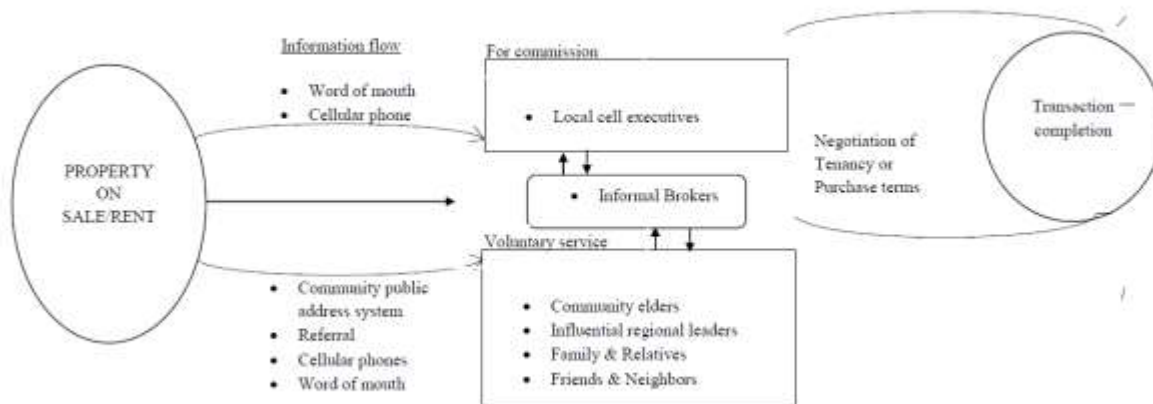 Information flow
• Word of mouth
• Cellular phone
PROPERTY
ON
SALE/RENT
• Community public
address system
• Referral
• Cellular phones
• Word of mouth
For commission
• Local cell executives
• Informal Brokers
Voluntary service
• Community elders
• Influential regional leaders
• Family & Relatives
• Friends & Neighbors
Negotiation of
Tenancy or
Purchase terms
Transaction
completion